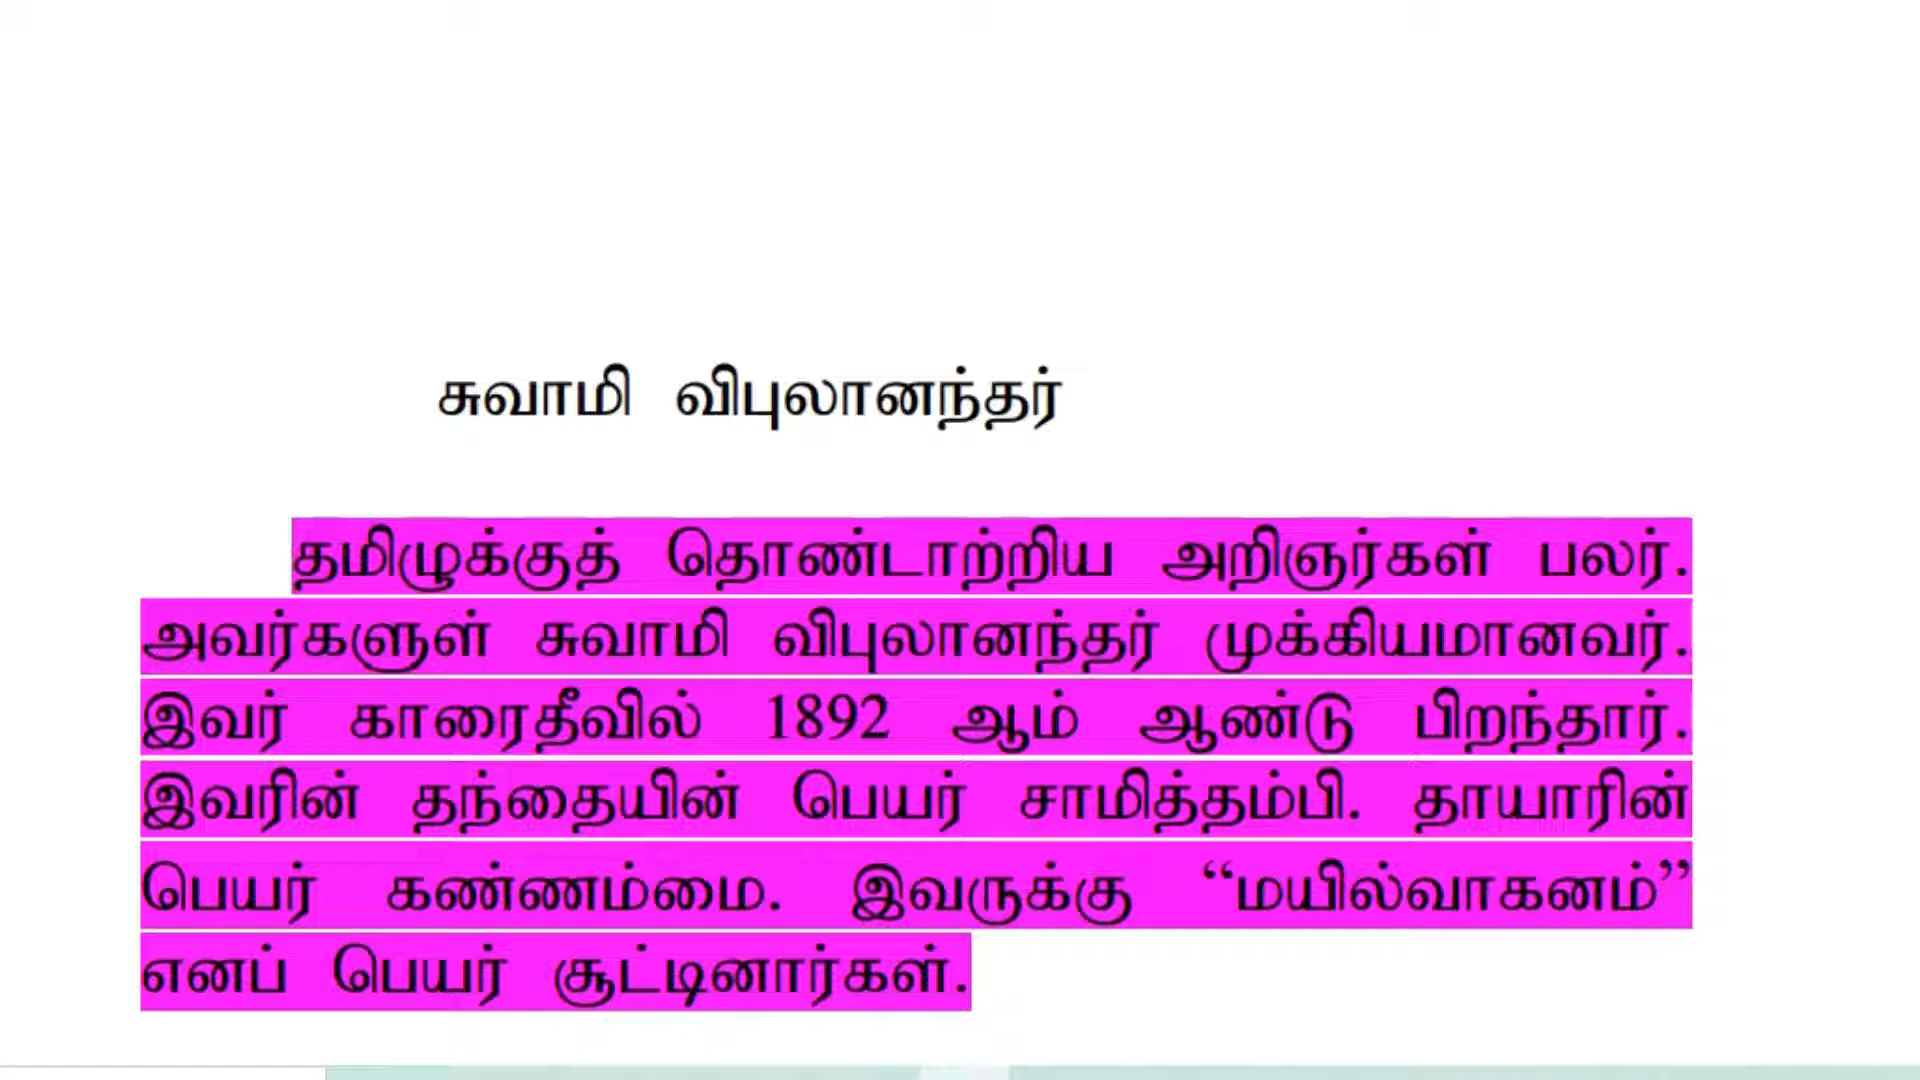 சுவாமி விபுலானந்தர்
தமிழுக்குத் தொண்டாற்றிய அறிஞர்கள் பலர்.
அவர்களுள் சுவாமி விபுலானந்தர் முக்கியமானவர்.
இவர் காரைதீவில் 1892 ஆம் ஆண்டு பிறந்தார்.
இவரின் தந்தையின் பெயர் சாமித்தம்பி. தாயாரின்
பெயர் கண்ணம்மை. இவருக்கு “மயில்வாகனம்”
எனப் பெயர் சூட்டினார்கள்.